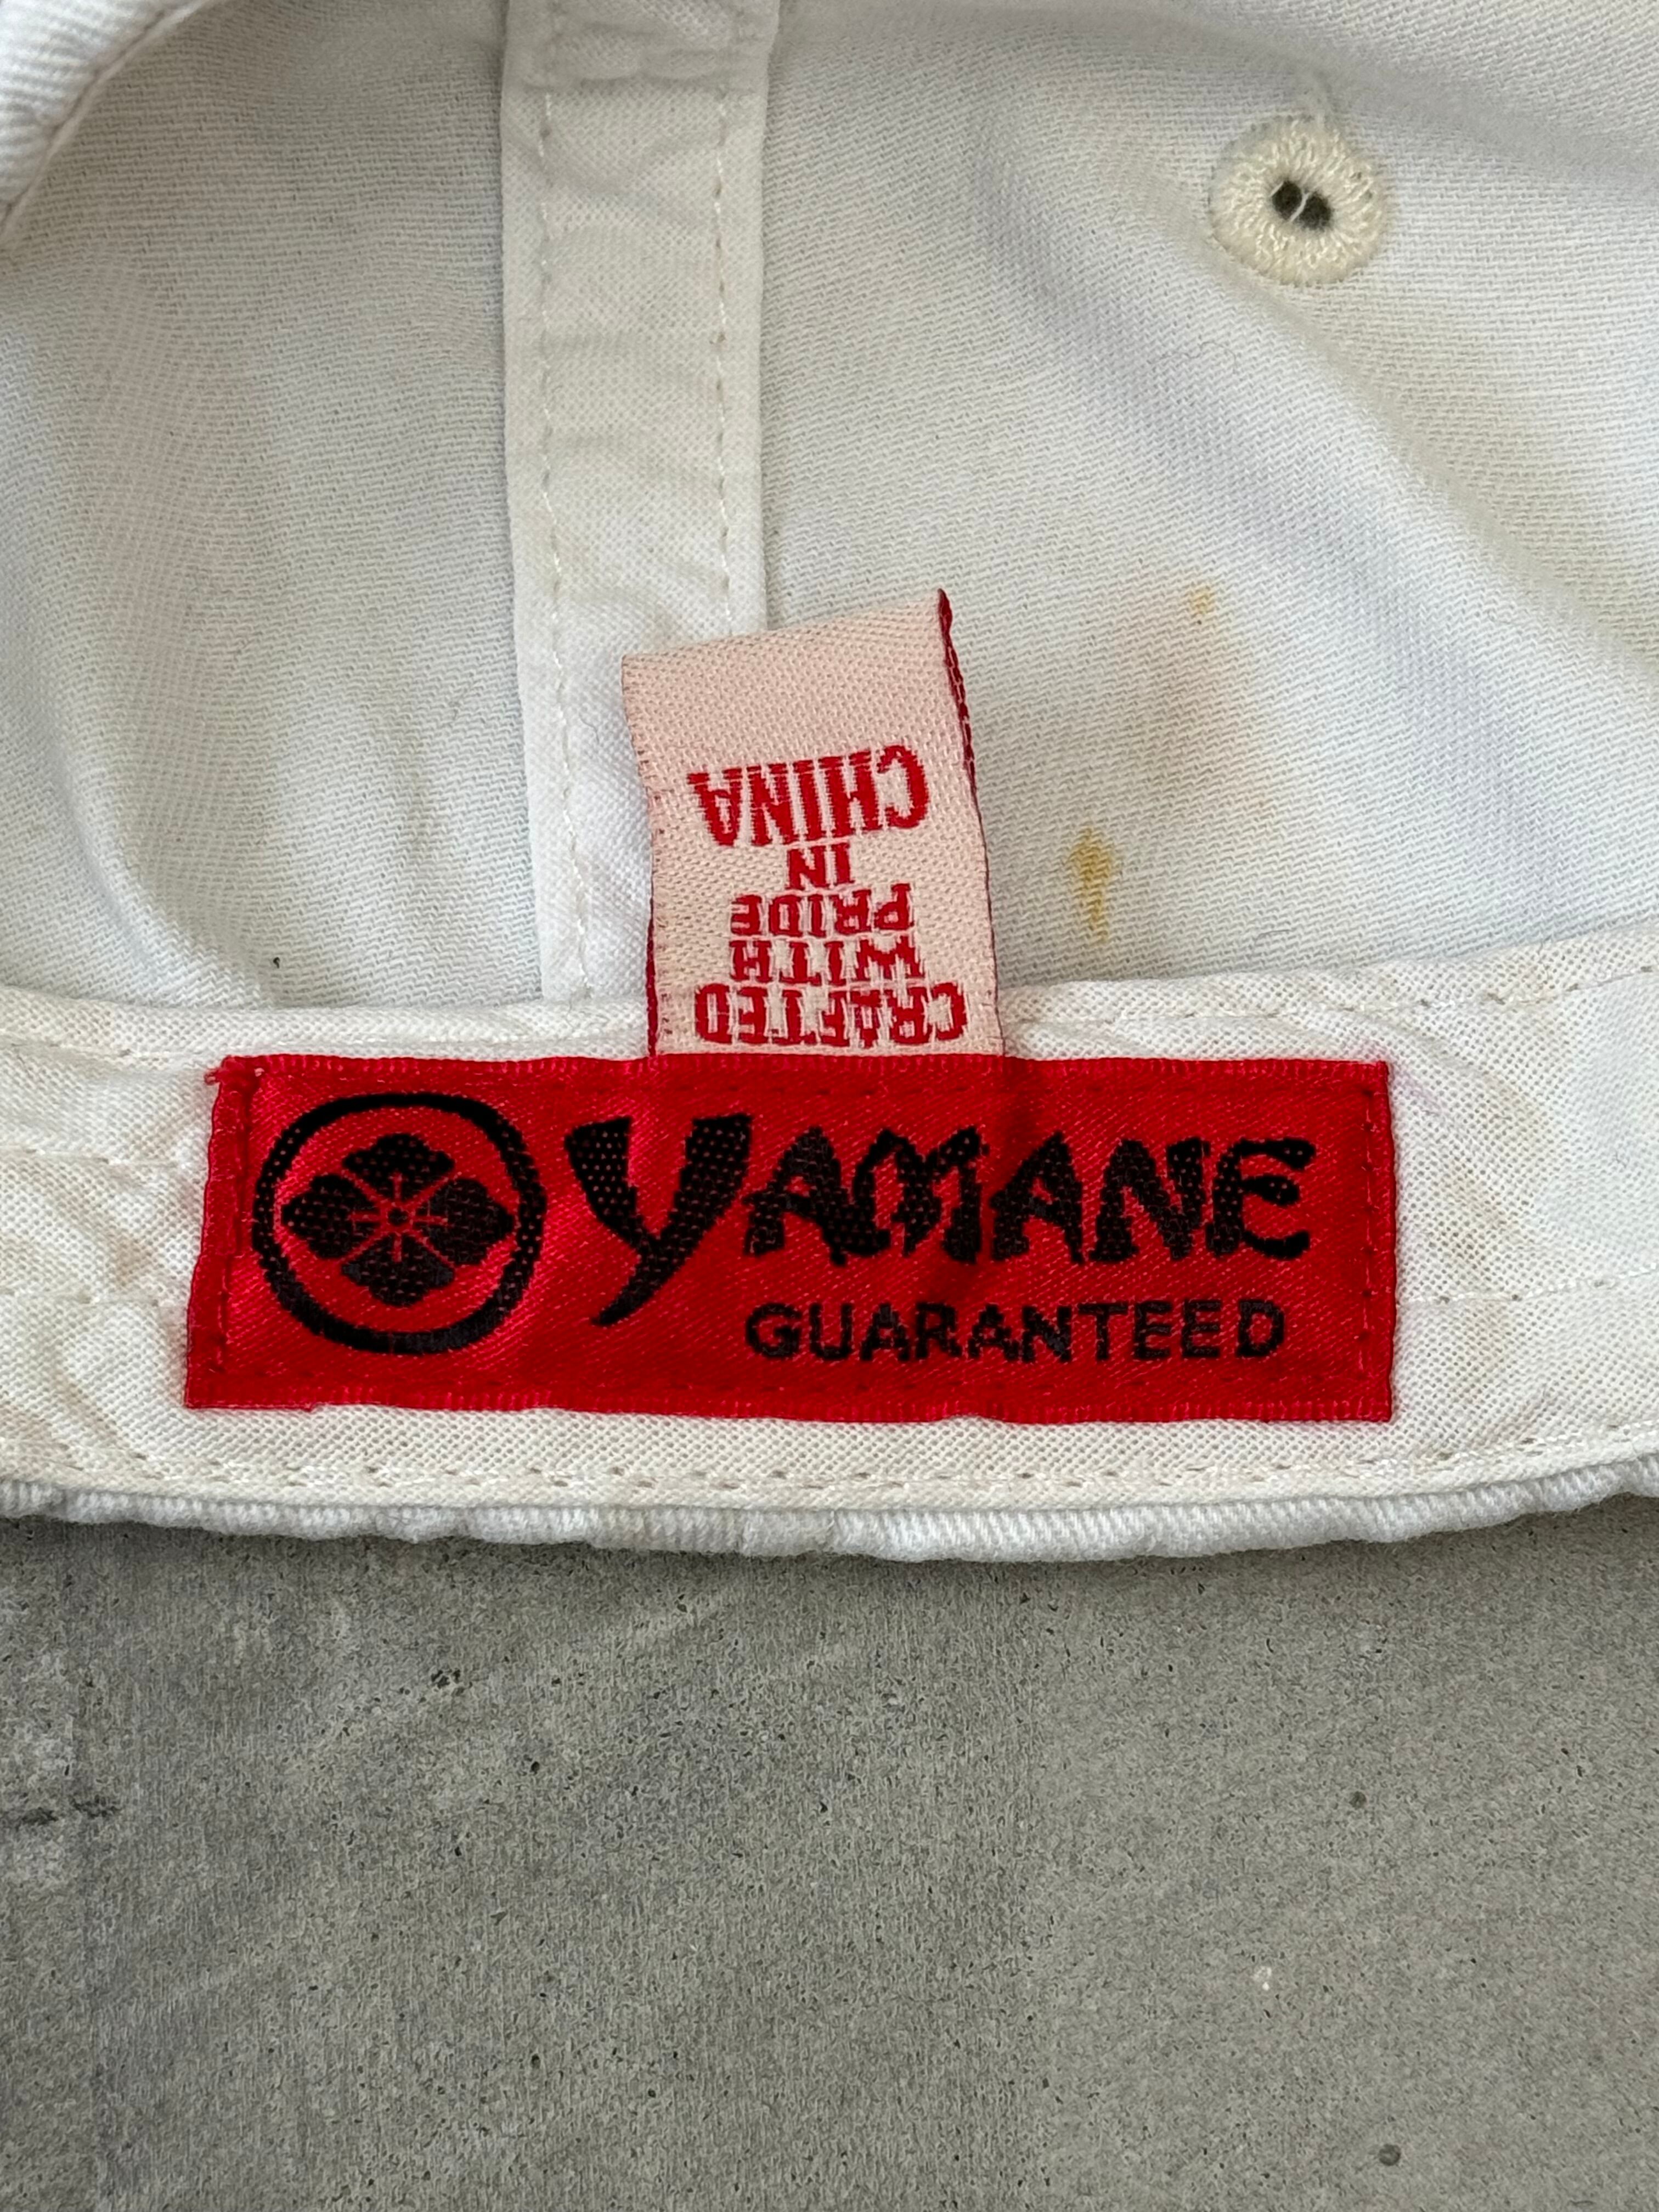 CRAFTED
WITH
PRIDE
IN
CHINA
YAMANE
GUARANTEED